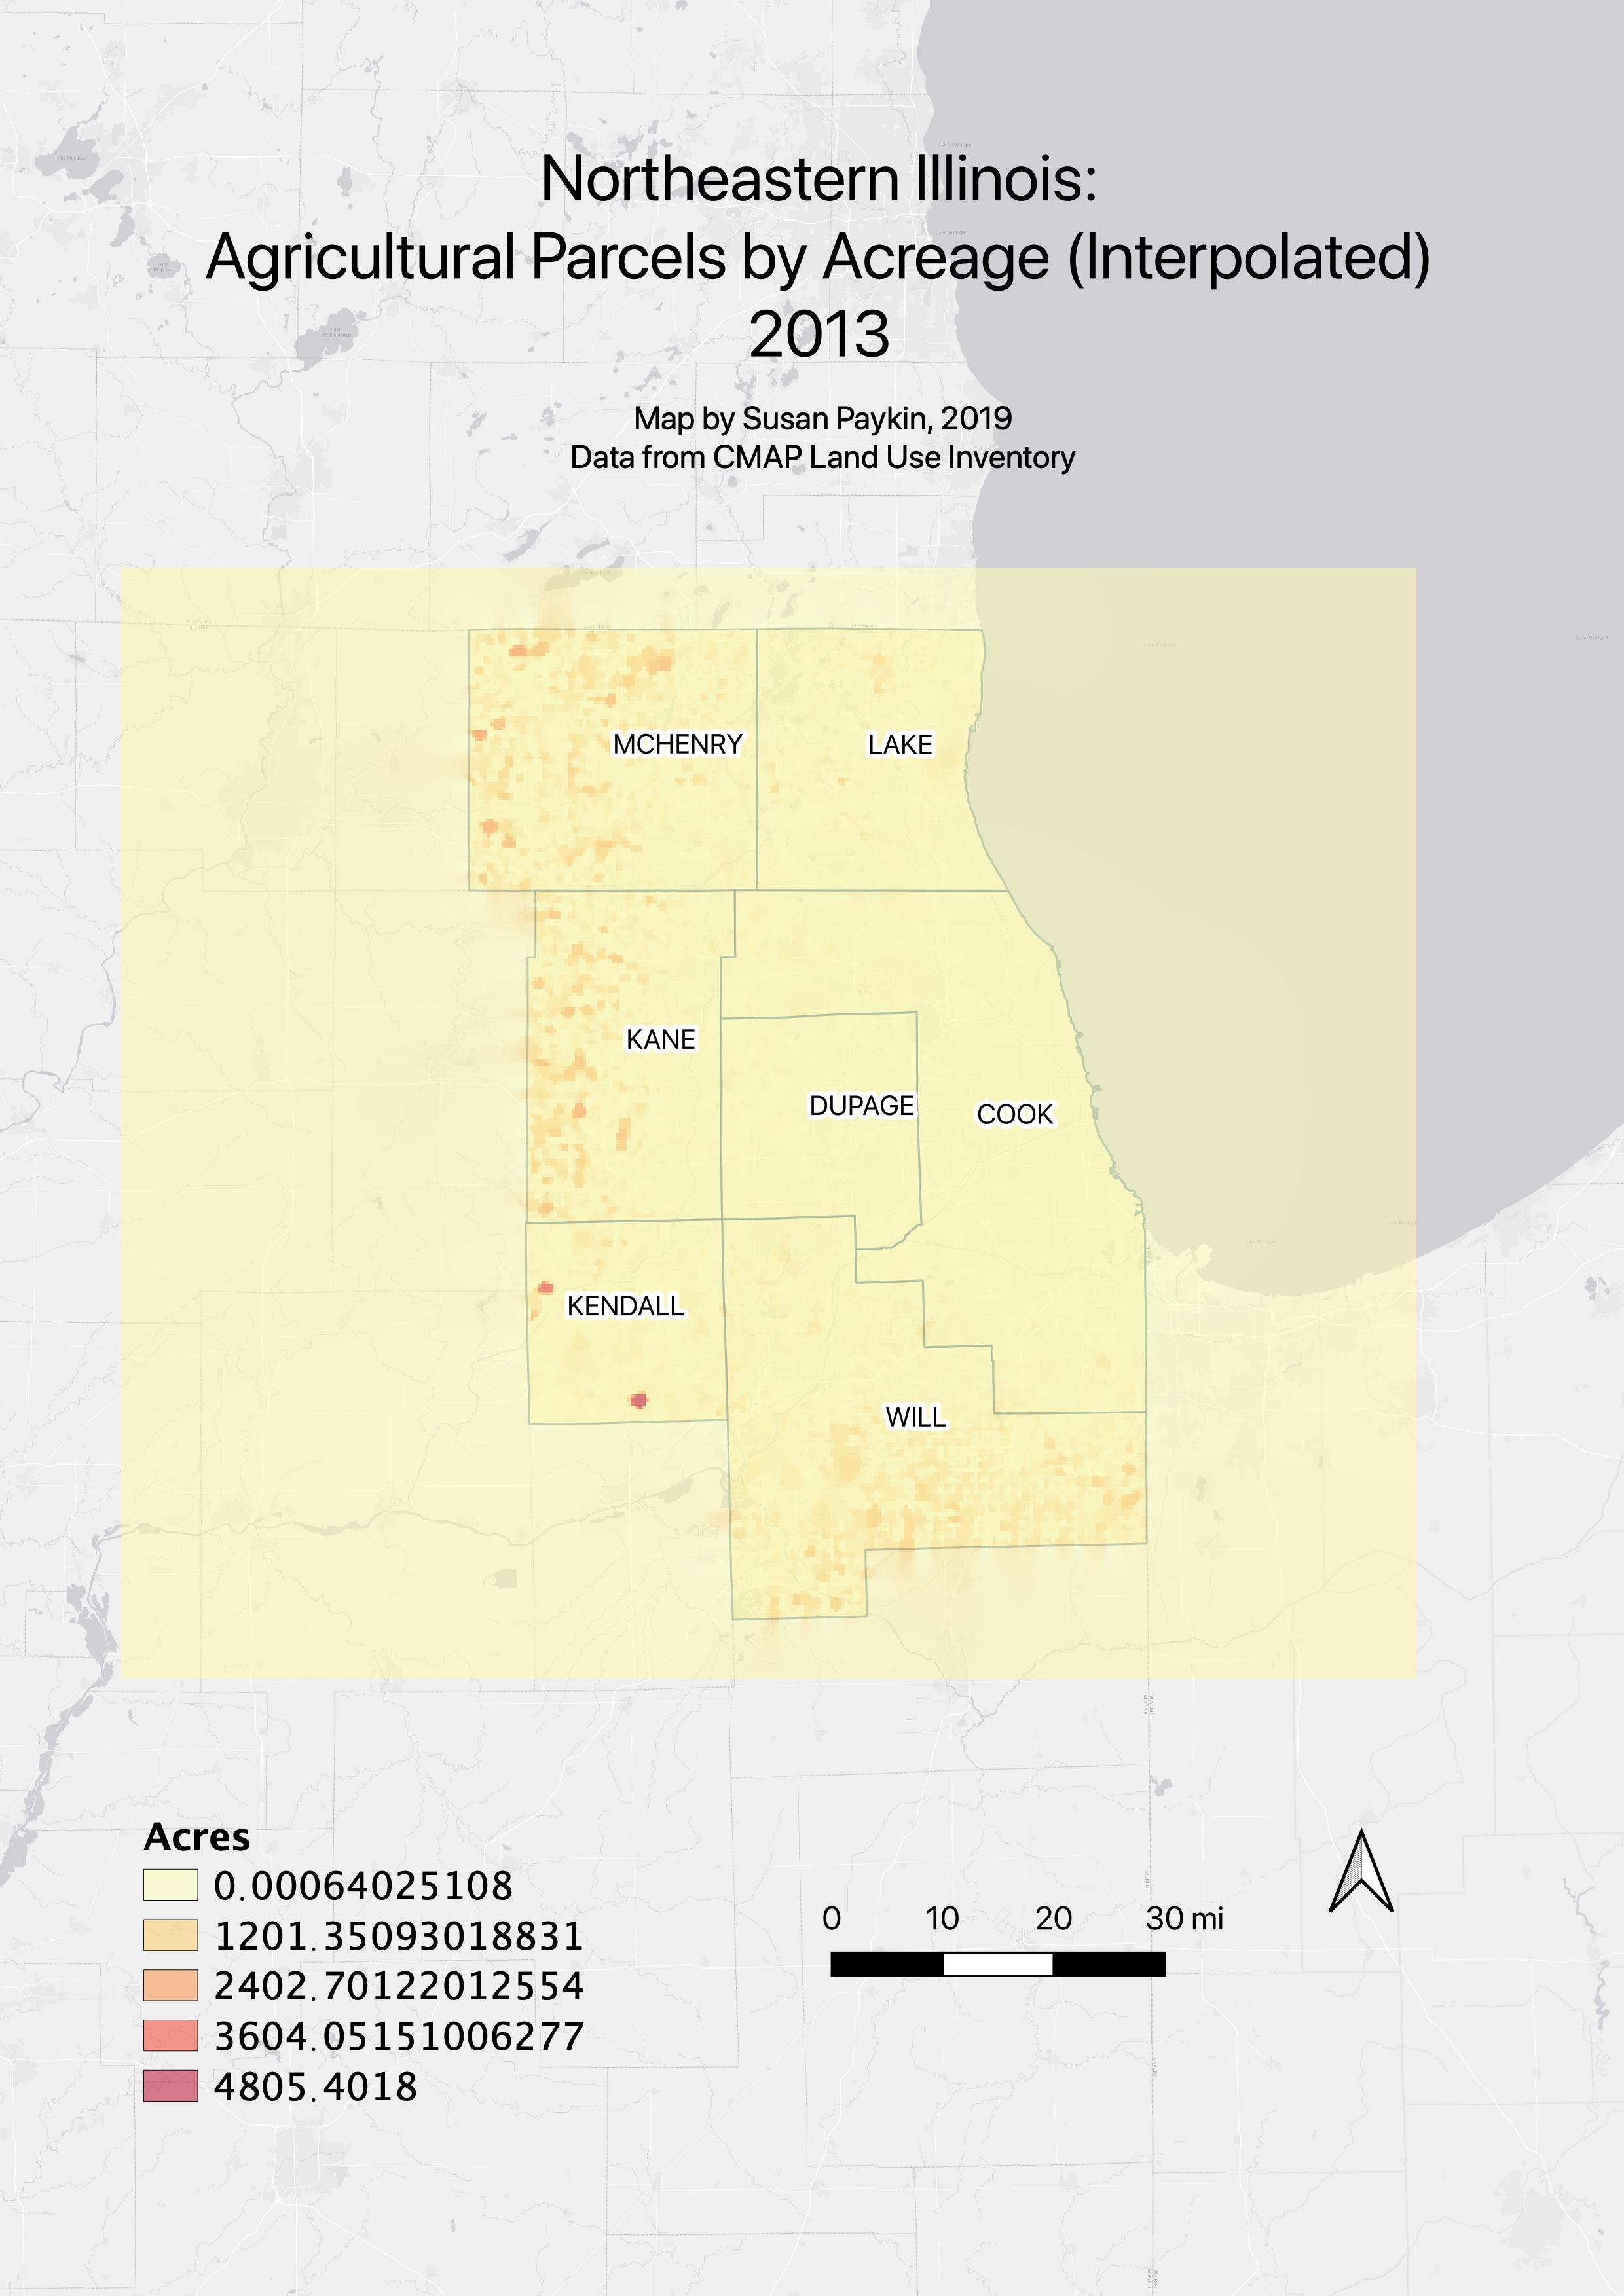 Northeastern Illinois:
Agricultural Parcels by Acreage (Interpolated)
2013
Map by Susan Paykin, 2019
Data from CMAP Land Use Inventory
MCHENRY
LAKE
KANE
DUPAGE
COOK
KENDALL
WILL
Acres
0.00064025108
1201.35093018831
2402.70122012554
3604.05151006277
4805.4018
0 10 20 30 mi